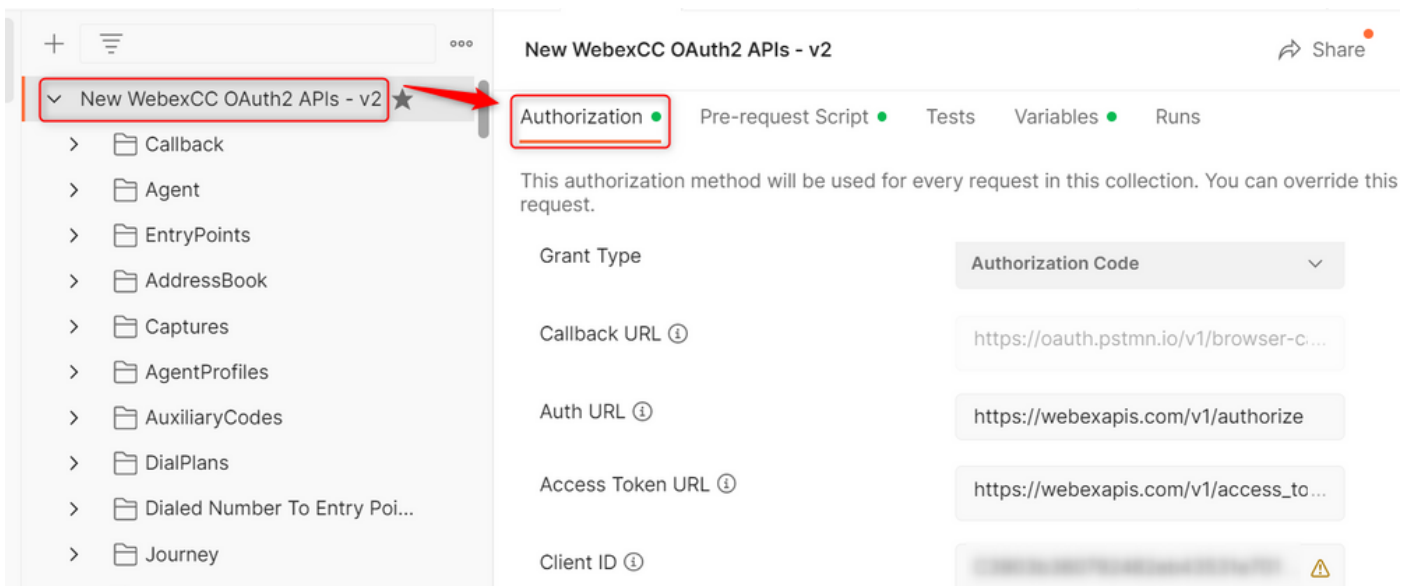 New WebexCC OAuth2 APIs - v2
Callback
Agent
EntryPoints
AddressBook
Captures
AgentProfiles
AuxiliaryCodes
DialPlans
Dialed Number To Entry Poi...
Journey
New WebexCC OAuth2 APIs - v2
Share
Authorization
Pre-request Script
Tests
Variables
Runs
This authorization method will be used for every request in this collection. You can override this
request.
Grant Type
Authorization Code
Callback URL
https://oauth.pstmn.io/v1/browser-c...
Auth URL
https://webexapis.com/v1/authorize
Access Token URL
https://webexapis.com/v1/access_to...
Client ID